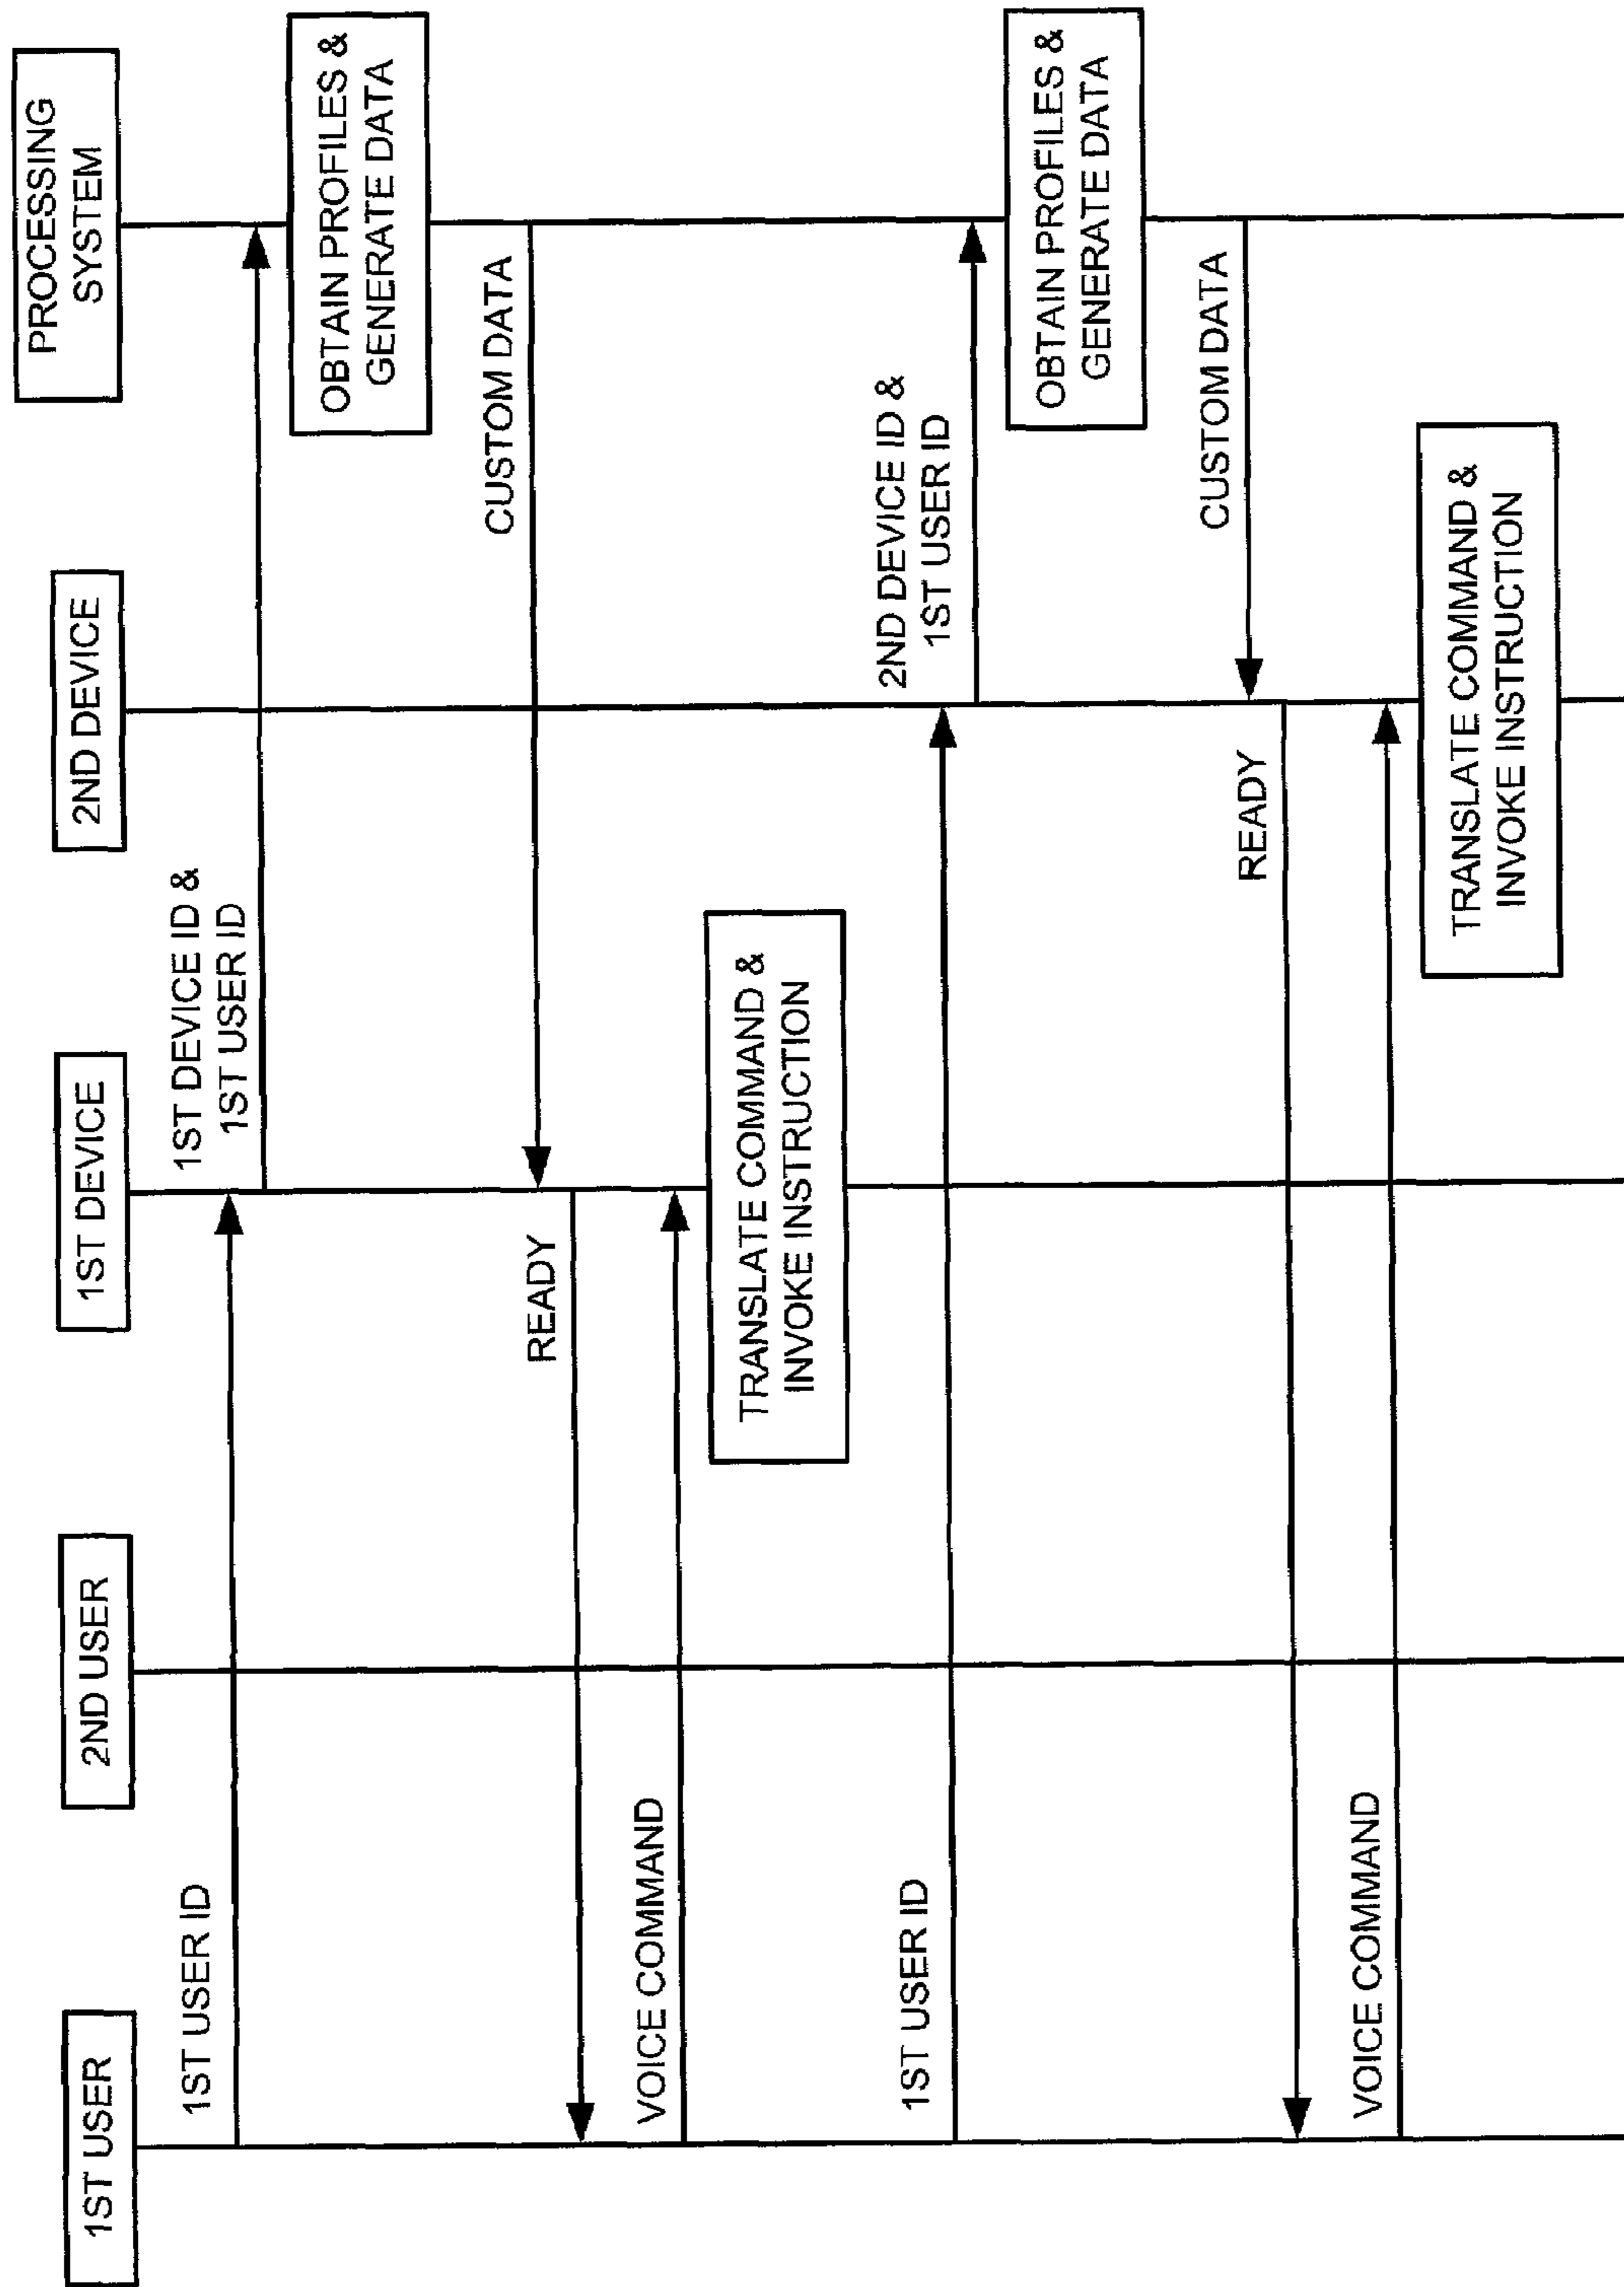 1ST USER
2ND USER
1ST DEVICE
2ND DEVICE
PROCESSING
SYSTEM
1ST USER ID
1ST DEVICE ID &
1ST USER ID
OBTAIN PROFILES &
GENERATE DATA
CUSTOM DATA
READY
VOICE COMMAND
TRANSLATE COMMAND &
INVOKE INSTRUCTION
1ST USER ID
2ND DEVICE ID &
1ST USER ID
OBTAIN PROFILES &
GENERATE DATA
CUSTOM DATA
READY
VOICE COMMAND
TRANSLATE COMMAND &
INVOKE INSTRUCTION